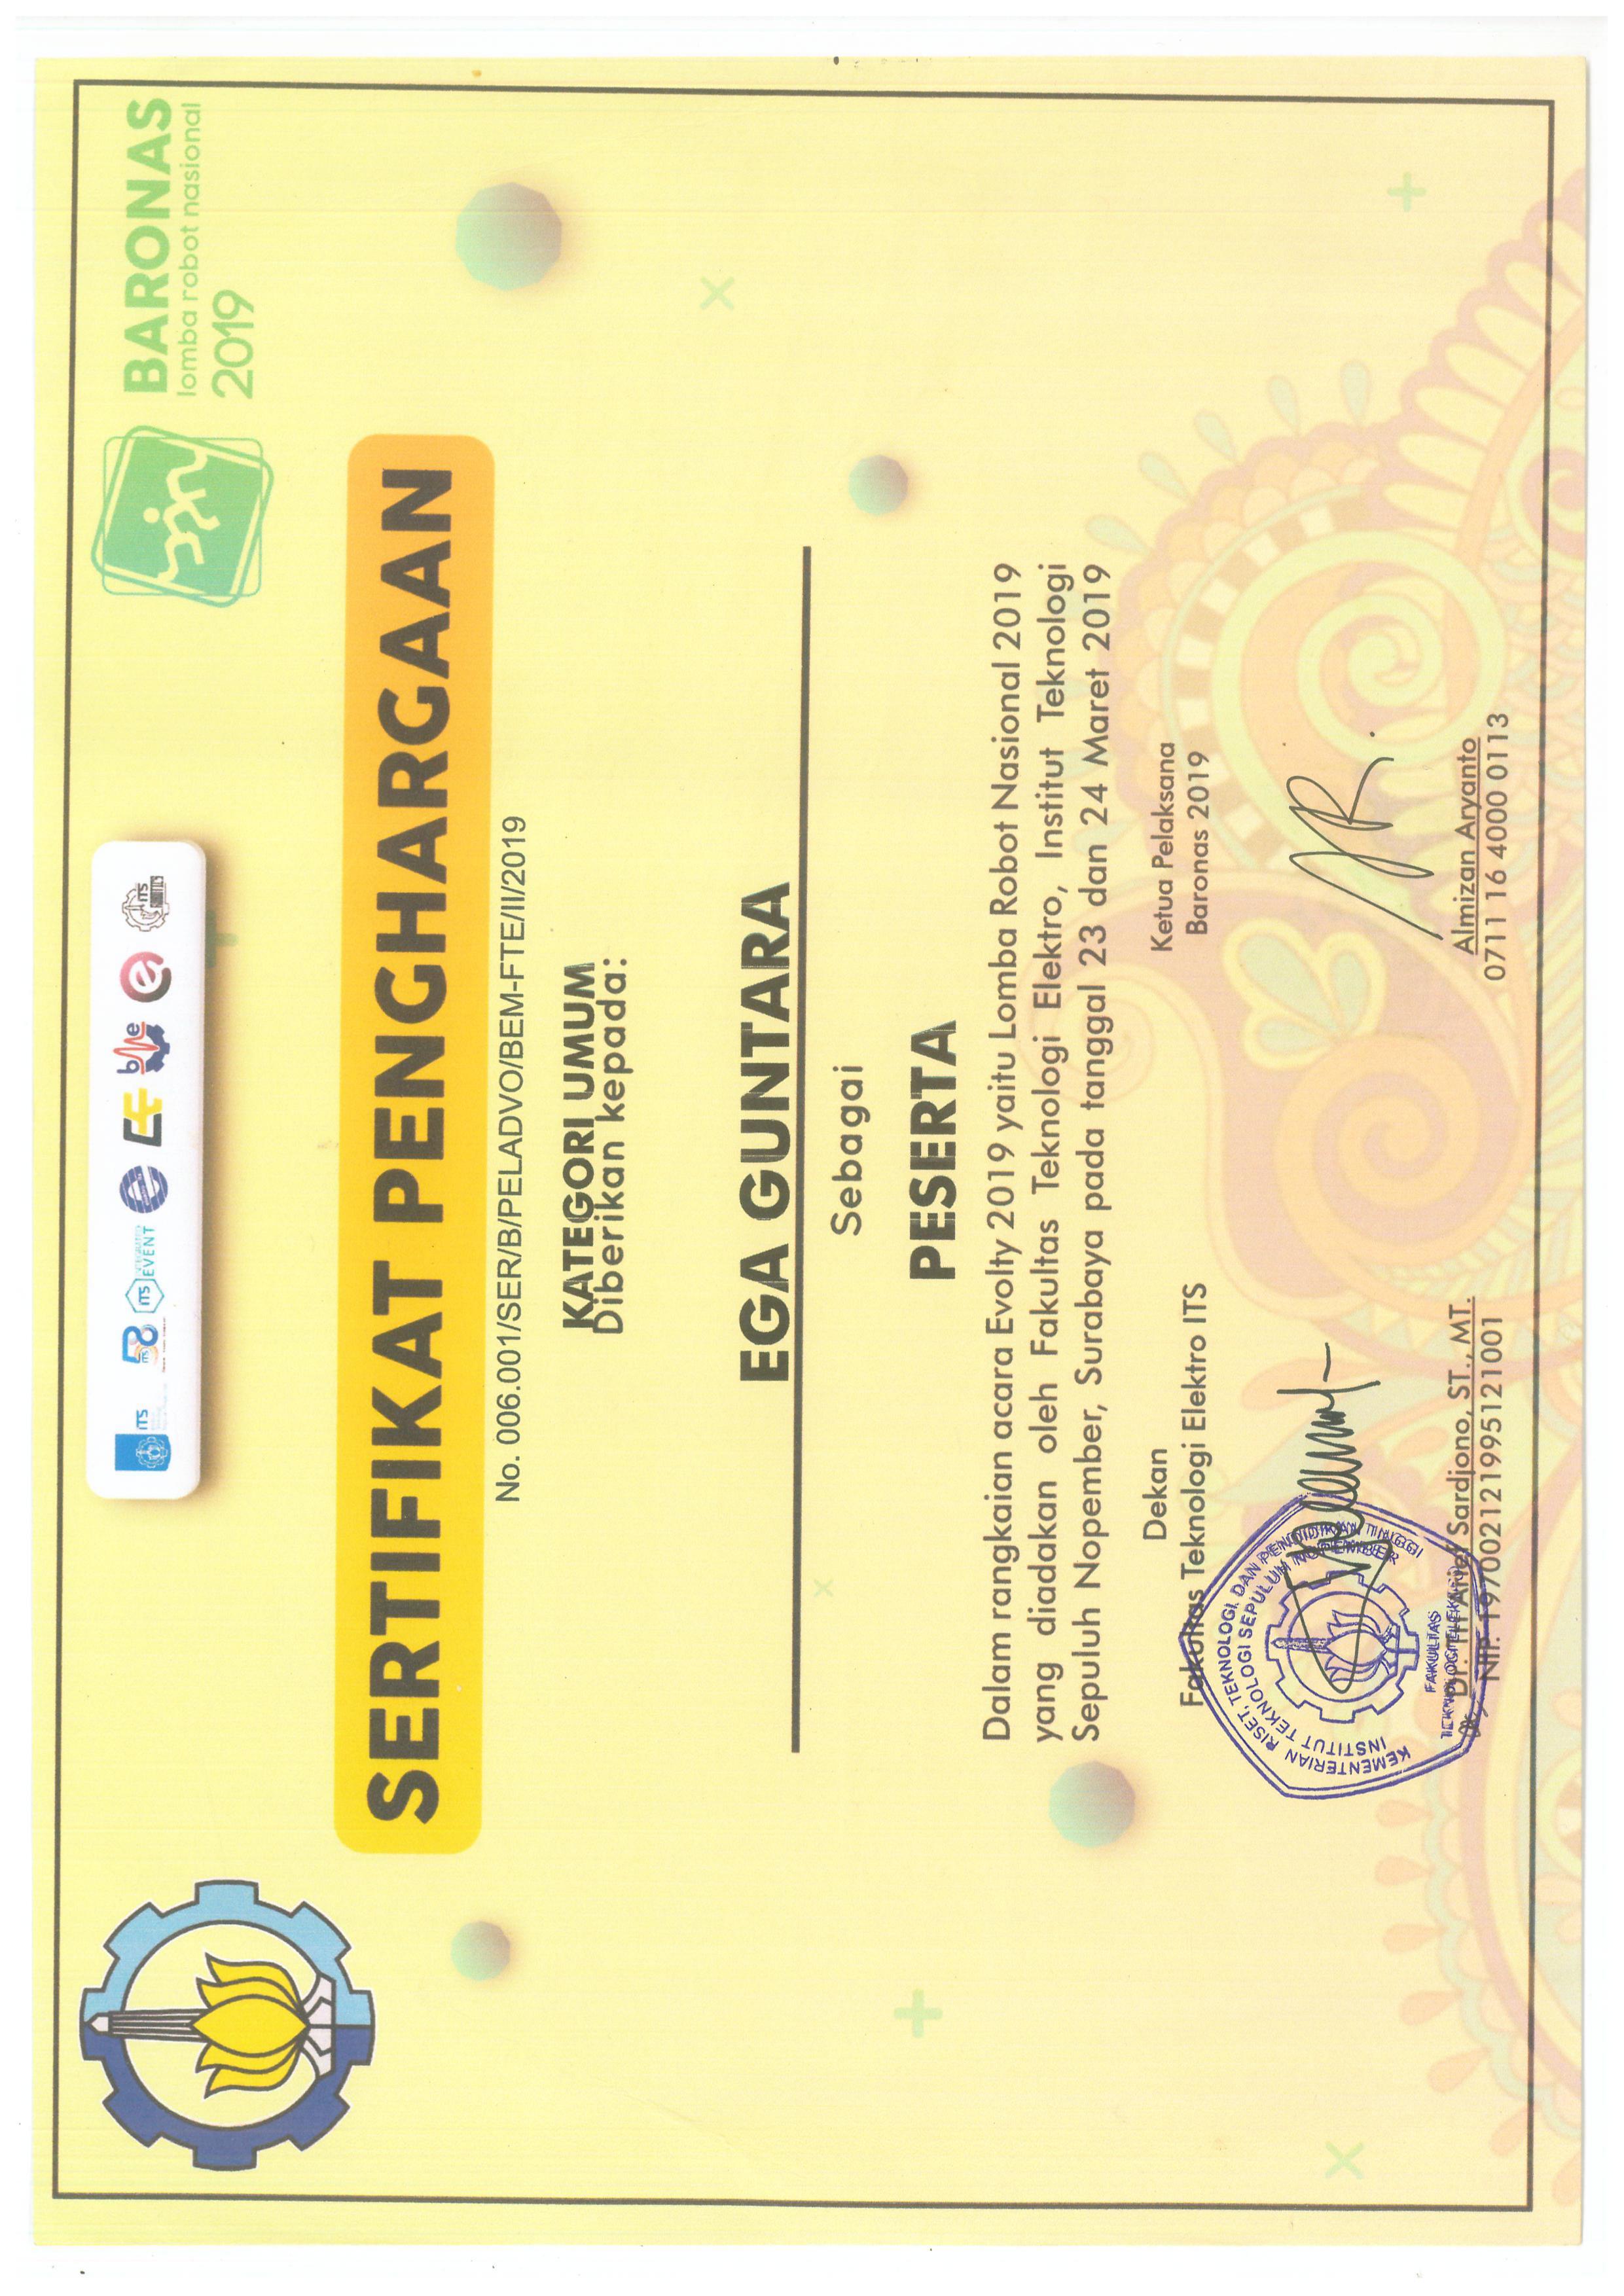 BARONAS
lomba robot nasional
2019
ITS
ITS
ITS
EVENT
b
e
e
ITS
SERTIFIKAT PENGHARGAAN
No. 006.001/SER/B/PELADVO/BEM-FTE/II/2019
KATEGORI UMUM
Diberikan kepada:
EGA GUNTARA
Sebagai
PESERTA
Dalam rangkaian acara Evolty 2019 yaitu Lomba Robot Nasional 2019
yang diadakan oleh Fakultas Teknologi Elektro, Institut Teknologi
Sepuluh Nopember, Surabaya pada tanggal 23 dan 24 Maret 2019
Dekan
Fakultas Teknologi Elektro ITS
KEMENTERIAN RISET, TEKNOLOGI DAN PENDIDIKAN TINGGI
INSTITUT TEKNOLOGI SEPULUH NOPEMBER
FAKULTAS
TEKNOLOGI ELEKTRO
Dr. Tri Arief Sardjono, ST., MT.
NIP. 197002121995121001
Ketua Pelaksana
Baronas 2019
Almizan Aryanto
0711 16 4000 0113